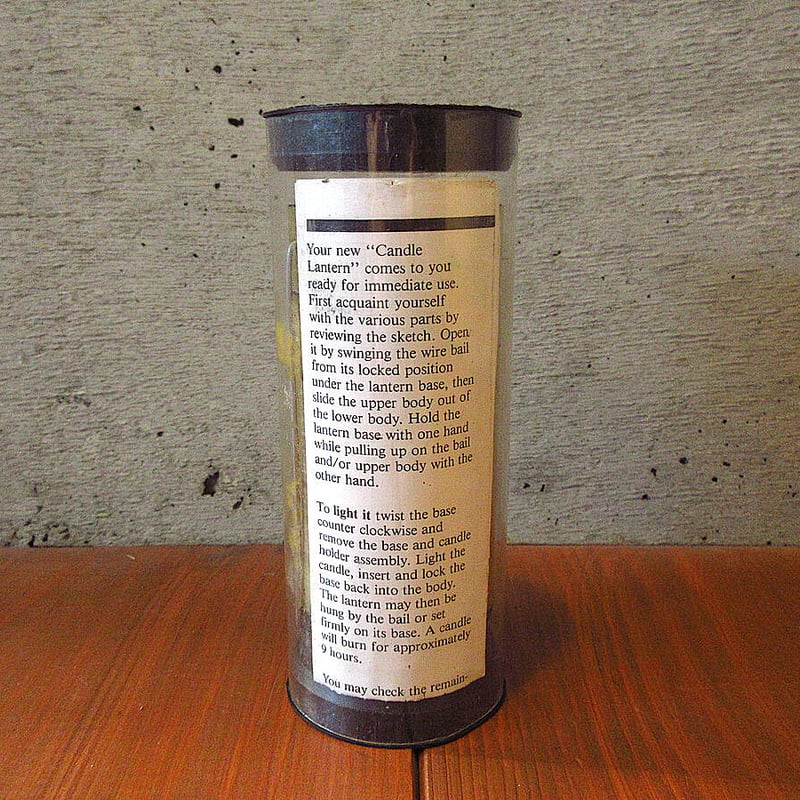 Your new “Candle
Lantern” comes to you
ready for immediate use.
First acquaint yourself
with the various parts by
reviewing the sketch. Open
it by swinging the wire bail
from its locked position
under the lantern base, then
slide the upper body out of
the lower body. Hold the
lantern base with one hand
while pulling up on the bail
and/or upper body with the
other hand.
To light it twist the base
counter clockwise and
remove the base and candle
holder assembly. Light the
candle, insert and lock the
base back into the body.
The lantern may then be
hung by the bail or set
firmly on its base. A candle
will burn for approximately
9 hours.
You may check the remain-